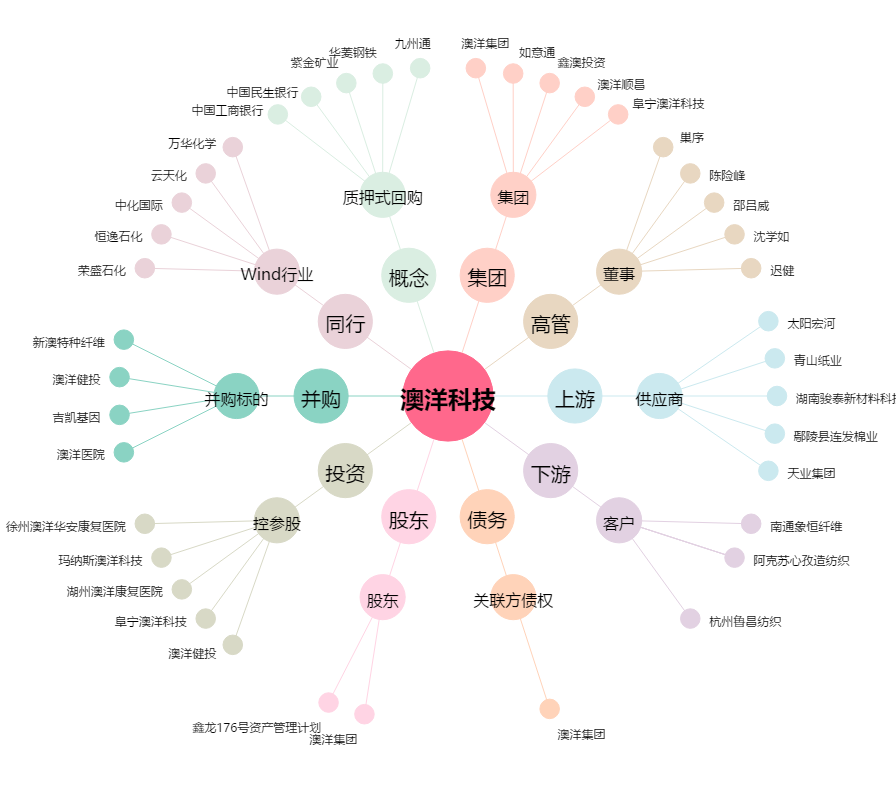 九州通
华菱钢铁
紫金矿业
中国民生银行
中国工商银行
质押式回购
概念
澳洋集团
如意通
鑫澳投资
澳洋顺昌
阜宁澳洋科技
集团
集团
万华化学
云天化
中化国际
恒逸石化
荣盛石化
Wind行业
同行
巢序
陈险峰
邵吕威
沈学如
迟健
董事
高管
新澳特种纤维
澳洋健投
吉凯基因
澳洋医院
并购标的
并购
澳洋科技
上游
供应商
太阳宏河
青山纸业
湖南骏泰新材料科技
鄢陵县连发棉业
天业集团
投资
控参股
徐州澳洋华安康复医院
玛纳斯澳洋科技
湖州澳洋康复医院
阜宁澳洋科技
澳洋健投
下游
客户
南通象恒纤维
阿克苏心孜造纺织
杭州鲁昌纺织
股东
股东
鑫龙176号资产管理计划
澳洋集团
债务
关联方债权
澳洋集团